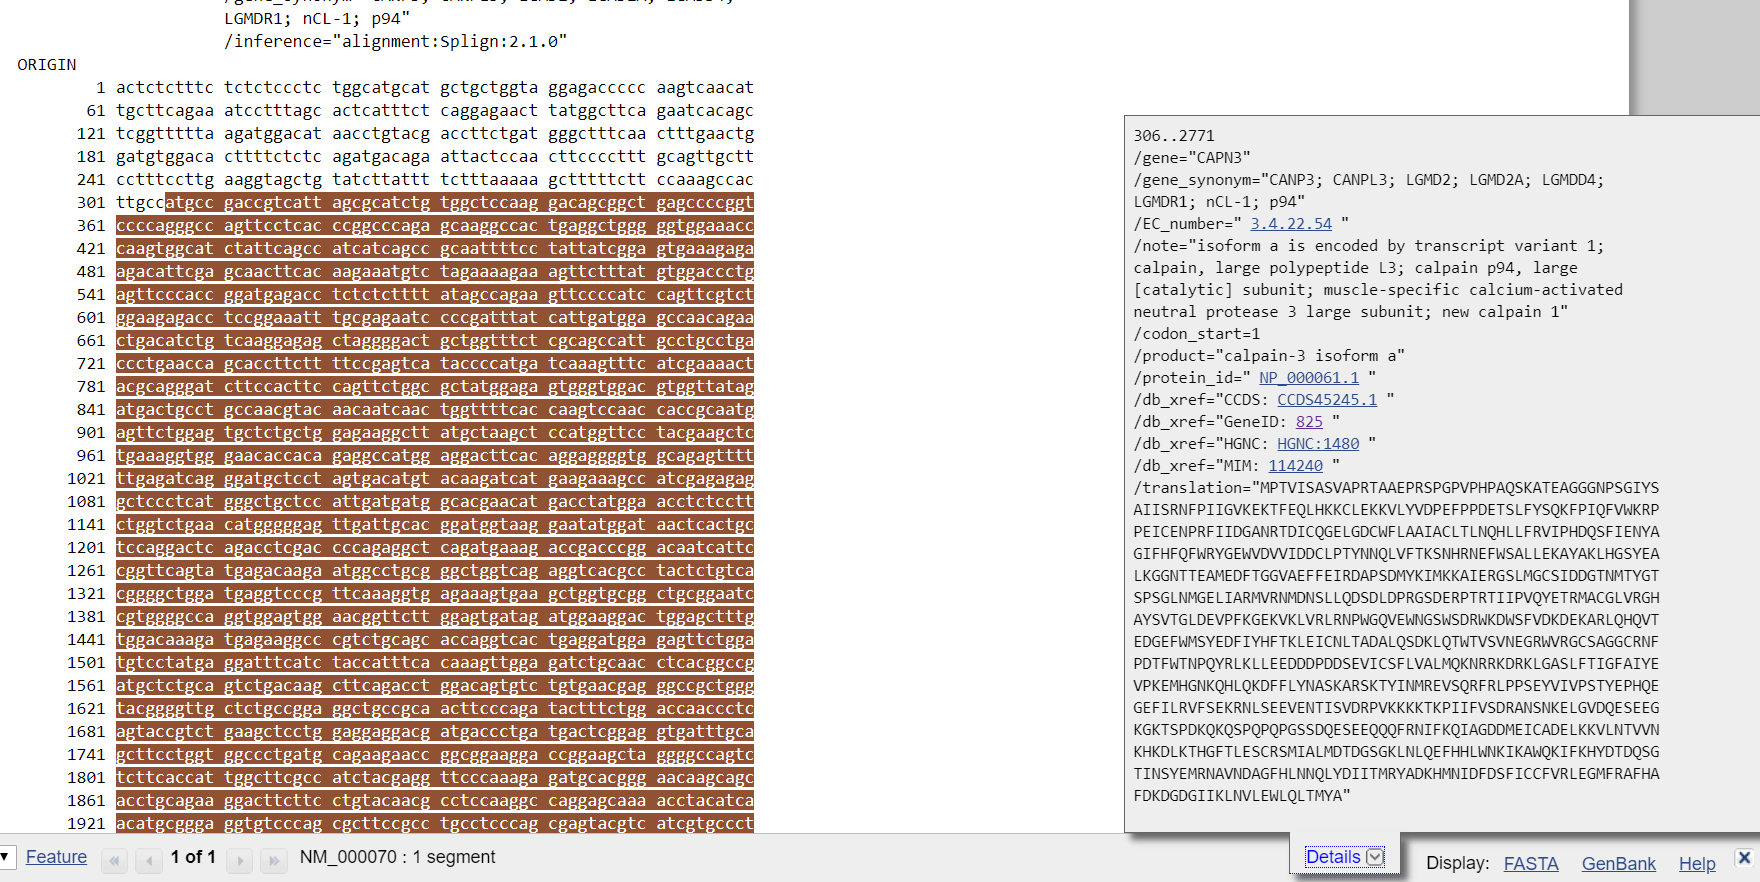 LGMDR1; nCL-1; p94"
/inference="alignment:Splign:2.1.0"
ORIGIN
1 actctctttc tctctccctc tggcatgcat gctgctggta ggagaccccc aagtcaacat
61 tgcttcagaa atcctttagc actcatttct caggagaact tatggcttca gaatcacagc
121 tcggttttta agatggacat aacctgtacg accttctgat gggctttcaa ctttgaactg
181 gatgtggaca cttttctctc agatgacaga attactccaa cttccccttt gcagttgctt
241 cctttccttg aaggtagctg tatcttattt tctttaaaaa gctttttctt ccaaagccac
301 ttgccatgcc gaccgtcatt agcgcatctg tggctccaag gacagcggct gagccccggt
361 ccccagggcc agttcctcac ccggcccaga gcaaggccac tgaggctggg ggtggaaacc
421 caagtggcat ctattcagcc atcatcagcc gcaattttcc tattatcgga gtgaaagaga
481 agacattcga gcaacttcac aagaaatgtc tagaaaagaa agttctttat gtggaccctg
541 agttcccacc ggatgagacc tctctctttt atagccagaa gttccccatc cagttcgtct
601 ggaagagacc tccggaaatt tgcgagaatc cccgatttat cattgatgga gccaacagaa
661 ctgacatctg tcaaggagag ctaggggact gctggtttct cgcagccatt gcctgcctga
721 ccctgaacca gcaccttctt ttccgagtca taccccatga tcaaagtttc atcgaaaact
781 acgcagggat cttccacttc cagttctggc gctatggaga gtgggtggac gtggttatag
841 atgactgcct gccaacgtac aacaatcaac tggttttcac caagtccaac caccgcaatg
901 agttctggag tgctctgctg gagaaggctt atgctaagct ccatggttcc tacgaagctc
961 tgaaaggtgg gaacaccaca gaggccatgg aggacttcac aggaggggtg gcagagtttt
1021 ttgagatcag ggatgctcct agtgacatgt acaagatcat gaagaaagcc atcgagagag
1081 gctccctcat gggctgctcc attgatgatg gcacgaacat gacctatgga acctctcctt
1141 ctggtctgaa catgggggag ttgattgcac ggatggtaag gaatatggat aactcactgc
1201 tccaggactc agacctcgac cccagaggct cagatgaaag accgacccgg acaatcattc
1261 cggttcagta tgagacaaga atggcctgcg ggctggtcag aggtcacgcc tactctgtca
1321 cggggctgga tgaggtcccg ttcaaaggtg agaaagtgaa gctggtgcgg ctgcggaatc
1381 cgtggggcca ggtggagtgg aacggttctt ggagtgatag atggaaggac tggagctttg
1441 tggacaaaga tgagaaggcc cgtctgcagc accaggtcac tgaggatgga gagttctgga
1501 tgtcctatga ggatttcatc taccatttca caaagttgga gatctgcaac ctcacggccg
1561 atgctctgca gtctgacaag cttcagacct ggacagtgtc tgtgaacgag ggccgctggg
1621 tacggggttg ctctgccgga ggctgccgca acttcccaga tactttctgg accaaccctc
1681 agtaccgtct gaagctcctg gaggaggacg atgaccctga tgactcggag gtgatttgca
1741 gcttcctggt ggccctgatg cagaagaacc ggcggaagga ccggaagcta ggggccagtc
1801 tcttcaccat tggcttcgcc atctacgagg ttcccaaaga gatgcacggg aacaagcagc
1861 acctgcagaa ggacttcttc ctgtacaacg cctccaaggc caggagcaaa acctacatca
1921 acatgcggga ggtgtcccag cgcttccgcc tgcctcccag cgagtacgtc atcgtgccct
306..2771
/gene="CAPN3"
/gene_synonym="CANP3; CANPL3; LGMD2; LGMD2A; LGMDD4;
LGMDR1; nCL-1; p94"
/EC_number=" 3.4.22.54 "
/note="isoform a is encoded by transcript variant 1;
calpain, large polypeptide L3; calpain p94, large
[catalytic] subunit; muscle-specific calcium-activated
neutral protease 3 large subunit; new calpain 1"
/codon_start=1
/product="calpain-3 isoform a"
/protein_id=" NP_000061.1 "
/db_xref="CCDS: CCDS45245.1 "
/db_xref="GeneID: 825 "
/db_xref="HGNC: HGNC:1480 "
/db_xref="MIM: 114240 "
/translation="MPTVISASVAPRTAAEPRSPGPVPHPAQSKATEAGGGNPSGIYS
AIISRNFPIIGVKEKTFEQLHKKCLEKKVLYVDPEFPPDETSLFYSQKFPIQFVWKRP
PEICENPRFIIDGANRTDICQGELGDCWFLAAIACLTLNQHLLFRVIPHDQSFIENYA
GIFHFQFWRYGEWVDVVIDDCLPTYNNQLVFTKSNHRNEFWSALLEKAYAKLHGSYEA
LKGGNTTEAMEDFTGGVAEFFEIRDAPSDMYKIMKKAIERGSLMGCSIDDGTNMTYGT
SPSGLNMGELIARMVRNMDNSLLQDSDLDPRGSDERPTRTIIPVQYETRMACGLVRGH
AYSVTGLDEVPFKGEKVKLVRLRNPWGQVEWNGSWSDRWKDWSFVDKDEKARLQHQVT
EDGEFWMSYEDFIYHFTKLEICNLTADALQSDKLQTWTVSVNEGRWVRGCSAGGCRNF
PDTFWTNPQYRLKLLEEDDDPDDSEVICSFLVALMQKNRRKDRKLGASLFTIGFAIYE
VPKEMHGNKQHLQKDFFLYNASKARSKTYINMREVSQRFRLPPSEYVIVPSTYEPHQE
GEFILRVFSEKRNLSEEVENTISVDRPVKKKKTKPIIFVSDRANSNKELGVDQESEEG
KGKTSPDKQKQSPQPQPGSSDQESEEQQQFRNIFKQIAGDDMEICADELKKVLNTVVN
KHKDLKTHGFTLESCRSMIALMDTDGSGKLNLQEFHHLWNKIKAWQKIFKHYDTDQSG
TINSYEMRNAVNDAGFHLNNQLYDIITMRYADKHMNIDFDSFICCFVRLEGMFRAFHA
FDKDGDGIIKLNVLEWLQLTMYA"
Feature 1 of 1 NM_000070 : 1 segment Details Display: FASTA GenBank Help